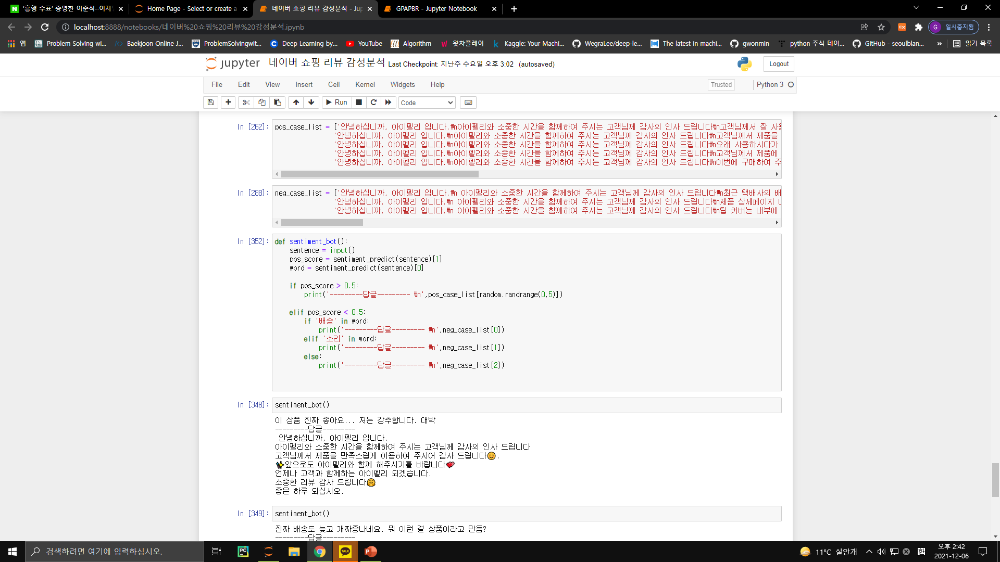 '흥행 수표' 증명한 이준석…이재명
Home Page - Select or create a
네이버 쇼핑 리뷰 감성분석 - Jup
GPAPBR - Jupyter Notebook
localhost:8888/notebooks/네이버%20쇼핑%20리뷰%20감성분석.ipynb
G 일시중지됨
앱 Problem Solving wi... Baekjoon Online J... ProblemSolvingwit... Deep Learning by... YouTube Algorithm 왓챠플레이 Kaggle: Your Machi... WegraLee/deep-le... The latest in machi... gwonmin python 주식 데이... GitHub - seoulblan... » 읽기 목록
jupyter 네이버 쇼핑 리뷰 감성분석 Last Checkpoint: 지난주 수요일 오후 3:02 (autosaved) Logout
File Edit View Insert Cell Kernel Widgets Help Trusted Python 3
Run Code
In [262]: pos_case_list = ['안녕하십니까, 아이펠리 입니다.₩n아이펠리와 소중한 시간을 함께하여 주시는 고객님께 감사의 인사 드립니다₩n고객님께서 잘 사용
'안녕하십니까, 아이펠리 입니다.₩n아이펠리와 소중한 시간을 함께하여 주시는 고객님께 감사의 인사 드립니다₩n고객님께서 제품을
'안녕하십니까, 아이펠리 입니다.₩n아이펠리와 소중한 시간을 함께하여 주시는 고객님께 감사의 인사 드립니다₩n오래 사용하시다가
'안녕하십니까, 아이펠리 입니다.₩n아이펠리와 소중한 시간을 함께하여 주시는 고객님께 감사의 인사 드립니다₩n고객님께서 제품에
'안녕하십니까, 아이펠리 입니다.₩n아이펠리와 소중한 시간을 함께하여 주시는 고객님께 감사의 인사 드립니다₩n이번에 구매하여 주
In [288]: neg_case_list = ['안녕하십니까, 아이펠리 입니다.₩n 아이펠리와 소중한 시간을 함께하여 주시는 고객님께 감사의 인사 드립니다₩n최근 택배사의 배
'안녕하십니까, 아이펠리 입니다.₩n 아이펠리와 소중한 시간을 함께하여 주시는 고객님께 감사의 인사 드립니다₩n제품 상세페이지
'안녕하십니까, 아이펠리 입니다.₩n 아이펠리와 소중한 시간을 함께하여 주시는 고객님께 감사의 인사 드립니다₩n팁 커버는 내부에
In [352]: def sentiment_bot():
sentence = input()
pos_score = sentiment_predict(sentence)[1]
word = sentiment_predict(sentence)[0]
if pos_score > 0.5:
print('---------답글--------- ₩n',pos_case_list[random.randrange(0,5)])
elif pos_score < 0.5:
if '배송' in word:
print('---------답글--------- ₩n',neg_case_list[0])
elif '소리' in word:
print('---------답글--------- ₩n',neg_case_list[1])
else:
print('---------답글--------- ₩n',neg_case_list[2])
In [348]: sentiment_bot()
이 상품 진짜 좋아요... 저는 강추합니다. 대박
---------답글---------
안녕하십니까, 아이펠리 입니다.
아이펠리와 소중한 시간을 함께하여 주시는 고객님께 감사의 인사 드립니다
고객님께서 제품을 만족스럽게 이용하여 주시어 감사 드립니다😊.
✨앞으로도 아이펠리와 함께 해주시기를 바랍니다💕
언제나 고객과 함께하는 아이펠리 되겠습니다.
소중한 리뷰 감사 드립니다🤗
좋은 하루 되십시오.
In [349]: sentiment_bot()
진짜 배송도 늦고 개짜증나네요. 뭐 이런 걸 상품이라고 만듬?
---------답글---------
검색하려면 여기에 입력하십시오.
11°C 실안개
한
오후 2:42
2021-12-06